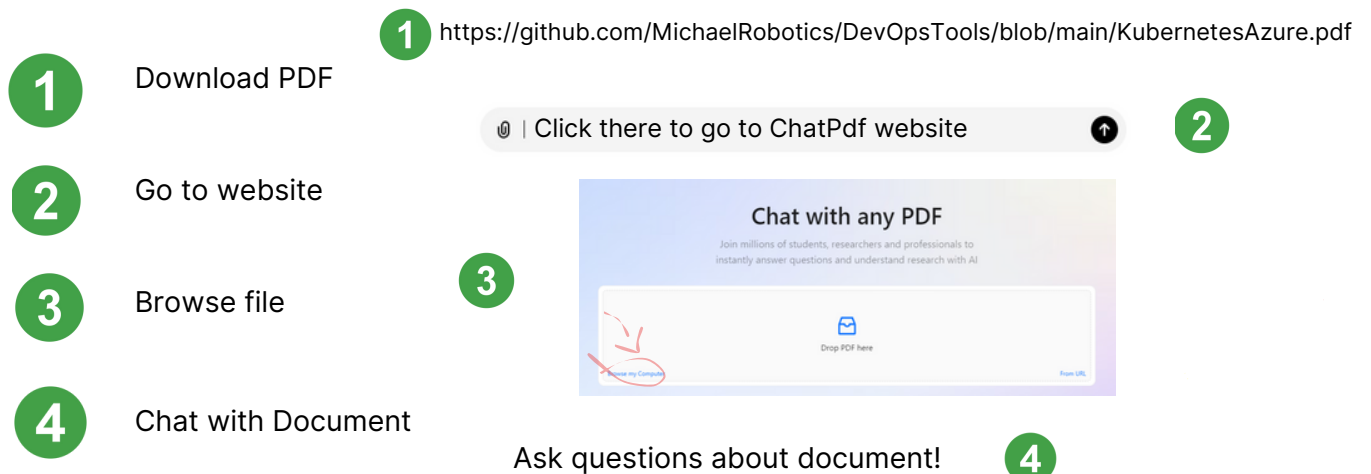 1 https://github.com/MichaelRobotics/DevOpsTools/blob/main/KubernetesAzure.pdf
1 Download PDF
| Click there to go to ChatPdf website 2
2 Go to website
Chat with any PDF
Join millions of students, researchers and professionals to
instantly answer questions and understand research with AI
3 Browse file
3
Drop PDF here
Browse my Computer
From URL
4 Chat with Document
Ask questions about document! 4